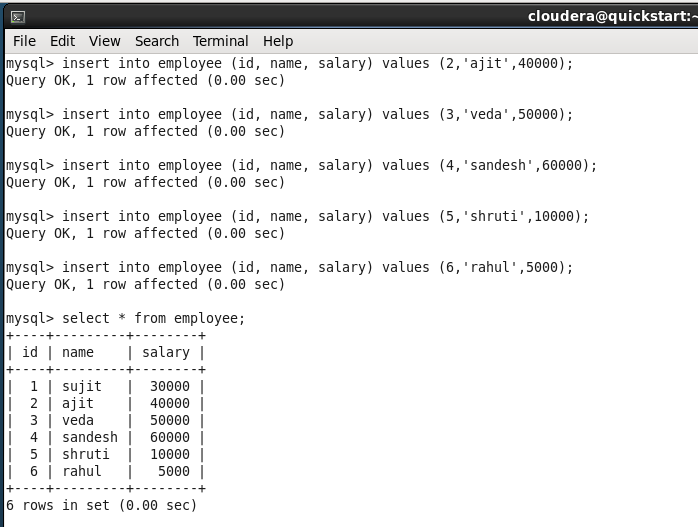 cloudera@quickstart:~
File Edit View Search Terminal Help
mysql> insert into employee (id, name, salary) values (2,'ajit',40000);
Query OK, 1 row affected (0.00 sec)
mysql> insert into employee (id, name, salary) values (3,'veda',50000);
Query OK, 1 row affected (0.00 sec)
mysql> insert into employee (id, name, salary) values (4,'sandesh',60000);
Query OK, 1 row affected (0.00 sec)
mysql> insert into employee (id, name, salary) values (5,'shruti',10000);
Query OK, 1 row affected (0.00 sec)
mysql> insert into employee (id, name, salary) values (6,'rahul',5000);
Query OK, 1 row affected (0.00 sec)
mysql> select * from employee;
+----+---------+--------+
| id | name    | salary |
+----+---------+--------+
|  1 | sujit   |  30000 |
|  2 | ajit    |  40000 |
|  3 | veda    |  50000 |
|  4 | sandesh |  60000 |
|  5 | shruti  |  10000 |
|  6 | rahul   |   5000 |
+----+---------+--------+
6 rows in set (0.00 sec)